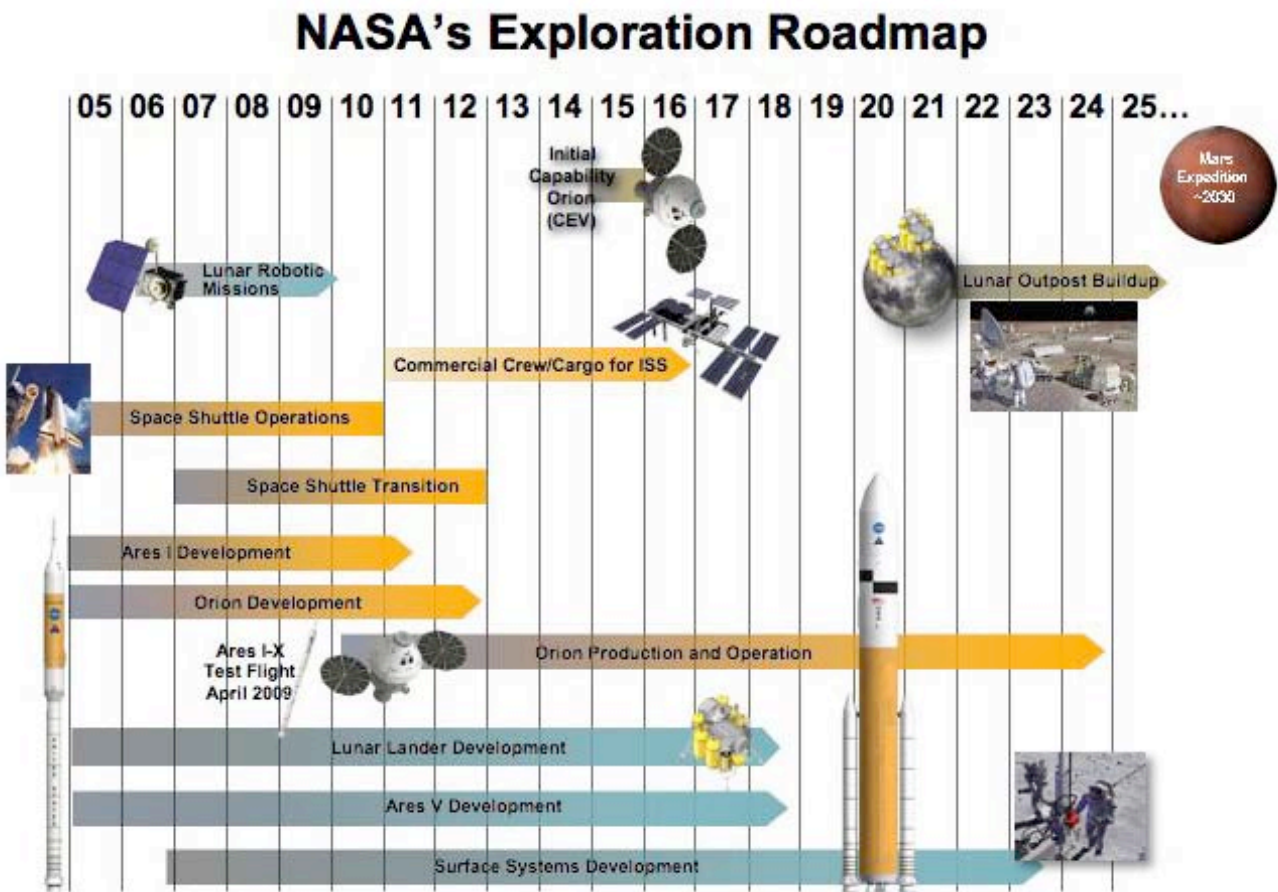 NASA's Exploration Roadmap
05 06 07 08 09 10 11 12 13 14 15 16 17 18 19 20 21 22 23 24 25...
Initial
Capability
Orion
(CEV)
Mars
Expedition
~2030
Lunar Robotic
Missions
Lunar Outpost Buildup
Commercial Crew/Cargo for ISS
Space Shuttle Operations
Space Shuttle Transition
Ares I Development
Orion Development
Ares I-X
Test Flight
April 2009
Orion Production and Operation
Lunar Lander Development
Ares V Development
Surface Systems Development